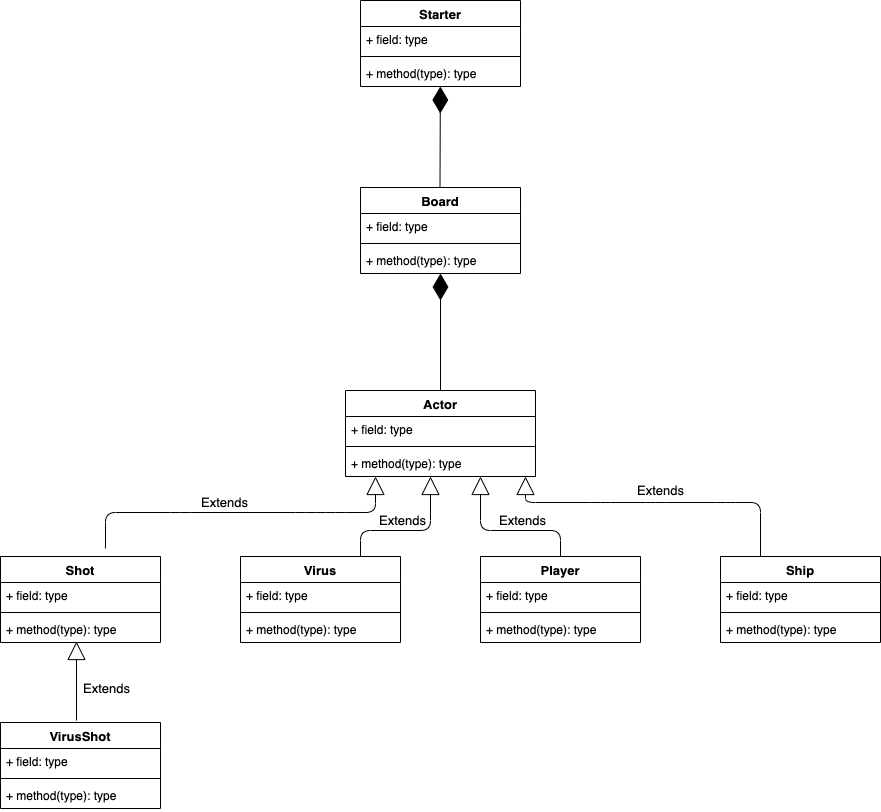 Starter
+ field: type
+ method(type): type
Board
+ field: type
+ method(type): type
Actor
+ field: type
+ method(type): type
Extends
Extends
Extends
Extends
Shot
+ field: type
+ method(type): type
Virus
+ field: type
+ method(type): type
Player
+ field: type
+ method(type): type
Ship
+ field: type
+ method(type): type
Extends
VirusShot
+ field: type
+ method(type): type